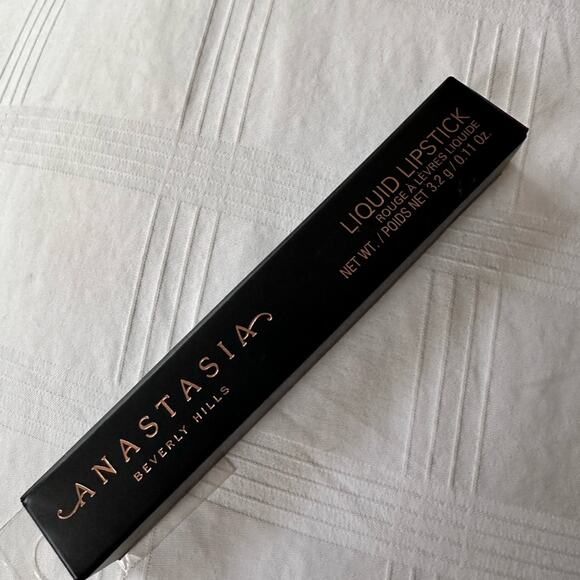 ANASTASIA
BEVERLY HILLS
LIQUID LIPSTICK
ROUGE À LÈVRES LIQUIDE
NET WT. / POIDS NET 3.2 g / 0.11 Oz.